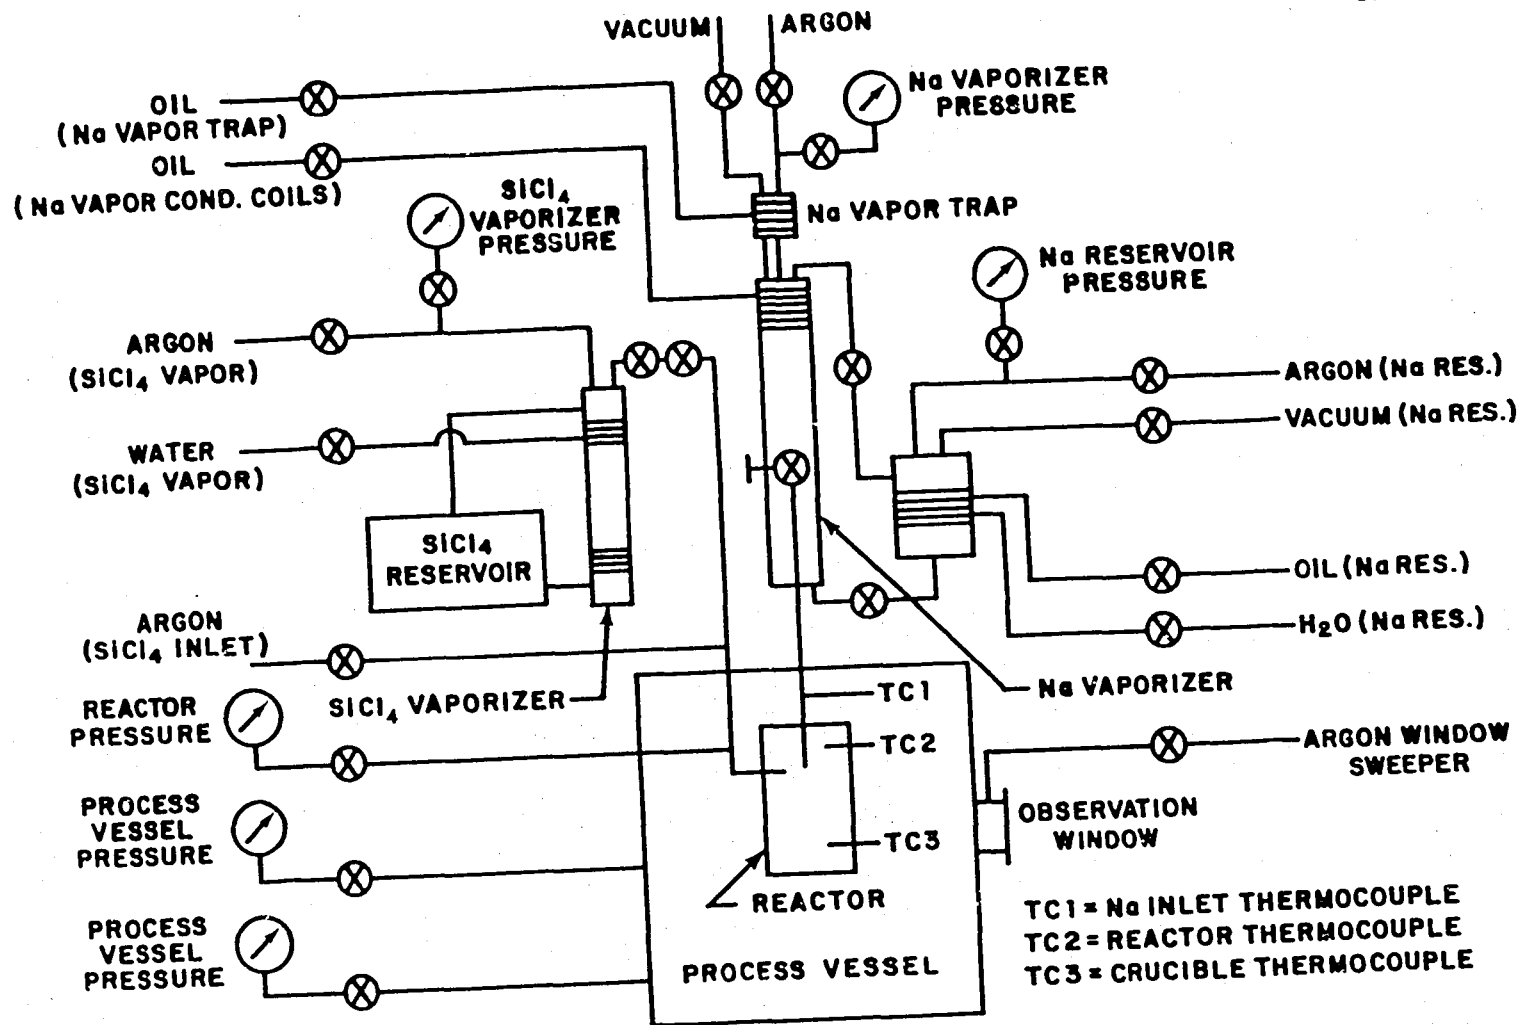 VACUUM
ARGON
OIL
(Na VAPOR TRAP)
OIL
(Na VAPOR COND. COILS)
Na VAPORIZER
PRESSURE
SiCl4
VAPORIZER
PRESSURE
Na VAPOR TRAP
Na RESERVOIR
PRESSURE
ARGON
(SiCl4 VAPOR)
WATER
(SiCl4 VAPOR)
SiCl4
RESERVOIR
ARGON (Na RES.)
VACUUM (Na RES.)
OIL (Na RES.)
H2O (Na RES.)
ARGON
(SiCl4 INLET)
SiCl4 VAPORIZER
Na VAPORIZER
REACTOR
PRESSURE
TC1
TC2
TC3
ARGON WINDOW
SWEEPER
OBSERVATION
WINDOW
PROCESS
VESSEL
PRESSURE
REACTOR
PROCESS
VESSEL
PRESSURE
PROCESS VESSEL
TC1 = Na INLET THERMOCOUPLE
TC2 = REACTOR THERMOCOUPLE
TC3 = CRUCIBLE THERMOCOUPLE